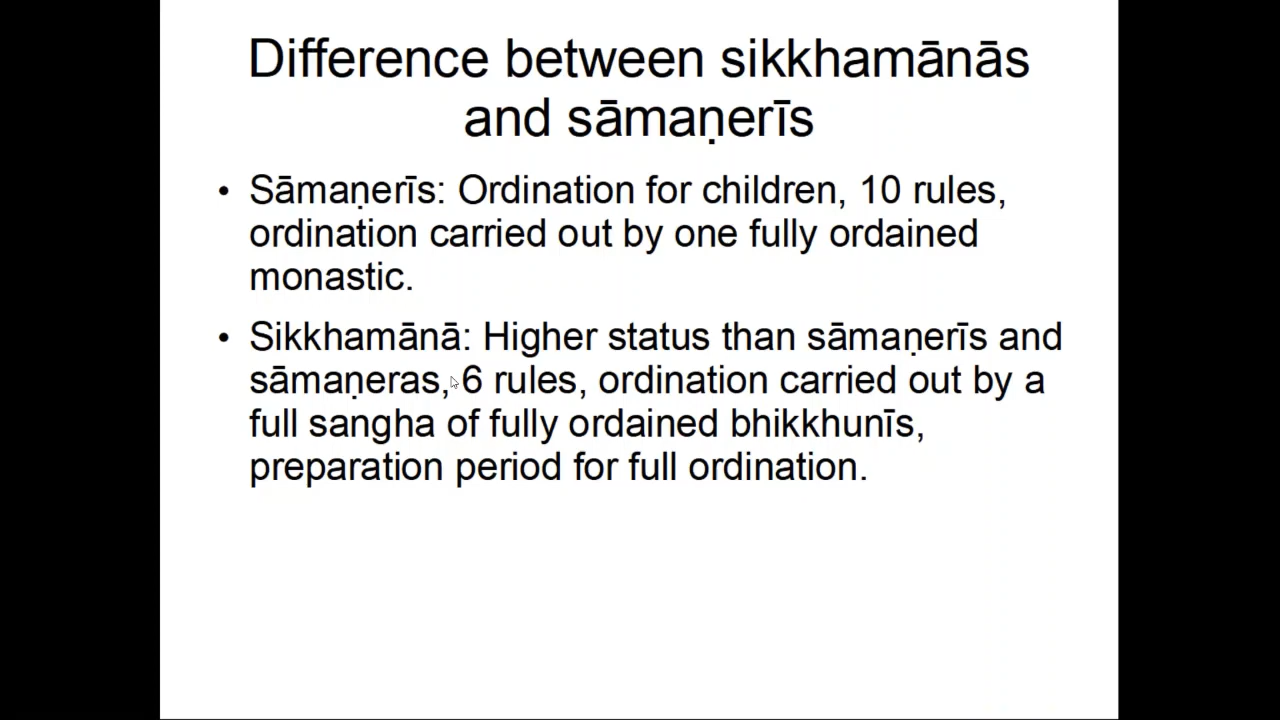 Difference between sikkhamānās
and sāmaṇerīs
• Sāmaṇerīs: Ordination for children, 10 rules,
ordination carried out by one fully ordained
monastic.
• Sikkhamānā: Higher status than sāmaṇerīs and
sāmaṇeras, 6 rules, ordination carried out by a
full sangha of fully ordained bhikkhunīs,
preparation period for full ordination.